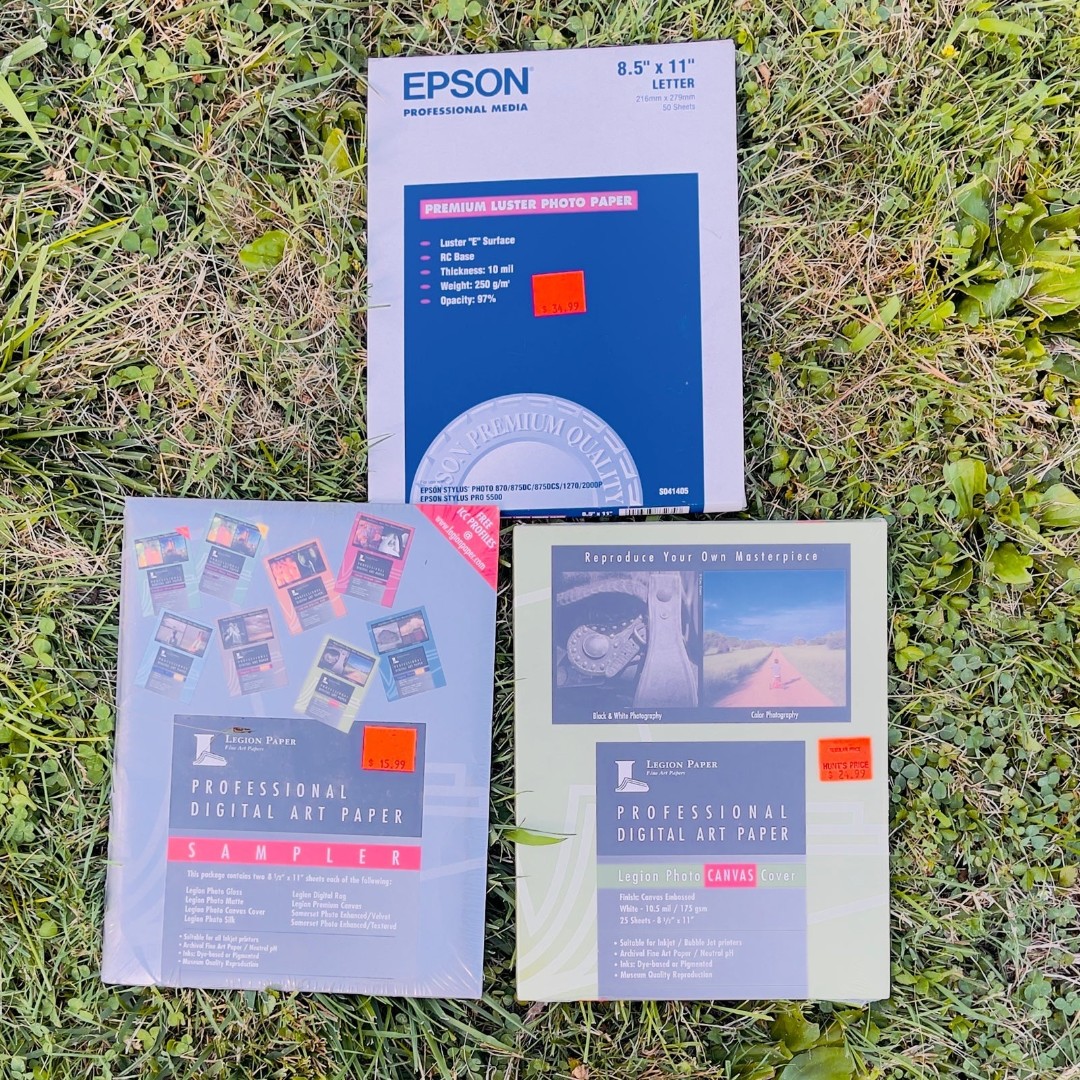 EPSON®
PROFESSIONAL MEDIA
8.5" x 11"
LETTER
216mm x 279mm
50 Sheets
PREMIUM LUSTER PHOTO PAPER
Luster "E" Surface
RC Base
Thickness: 10 mil
Weight: 250 g/m²
Opacity: 97%
$ 34.99
EPSON PREMIUM QUALITY
EPSON STYLUS® PHOTO 870/875DC/875DCS/1270/2000P
EPSON STYLUS PRO 5500
S041405
8.5" x 11"
FREE
ICC PROFILES
@
www.legionpaper.com
LEGION PAPER
Fine Art Papers
$ 15.99
PROFESSIONAL
DIGITAL ART PAPER
SAMPLER
This package contains two 8 1/2" x 11" sheets each of the following:
Legion Photo Gloss
Legion Photo Matte
Legion Photo Canvas Cover
Legion Photo Silk
Legion Digital Rag
Legion Premium Canvas
Somerset Photo Enhanced/Velvet
Somerset Photo Enhanced/Textured
• Suitable for all Inkjet printers
• Archival Fine Art Paper / Neutral pH
• Inks: Dye-based or Pigmented
• Museum Quality Reproduction
Reproduce Your Own Masterpiece
Black & White Photography
Color Photography
HUNT'S PRICE
$ 24.99
LEGION PAPER
Fine Art Papers
PROFESSIONAL
DIGITAL ART PAPER
Legion Photo CANVAS Cover
Finish: Canvas Embossed
White - 10.5 mil / 175 gsm
25 Sheets - 8 1/2" x 11"
• Suitable for Inkjet / Bubble Jet printers
• Archival Fine Art Paper / Neutral pH
• Inks: Dye-based or Pigmented
• Museum Quality Reproduction